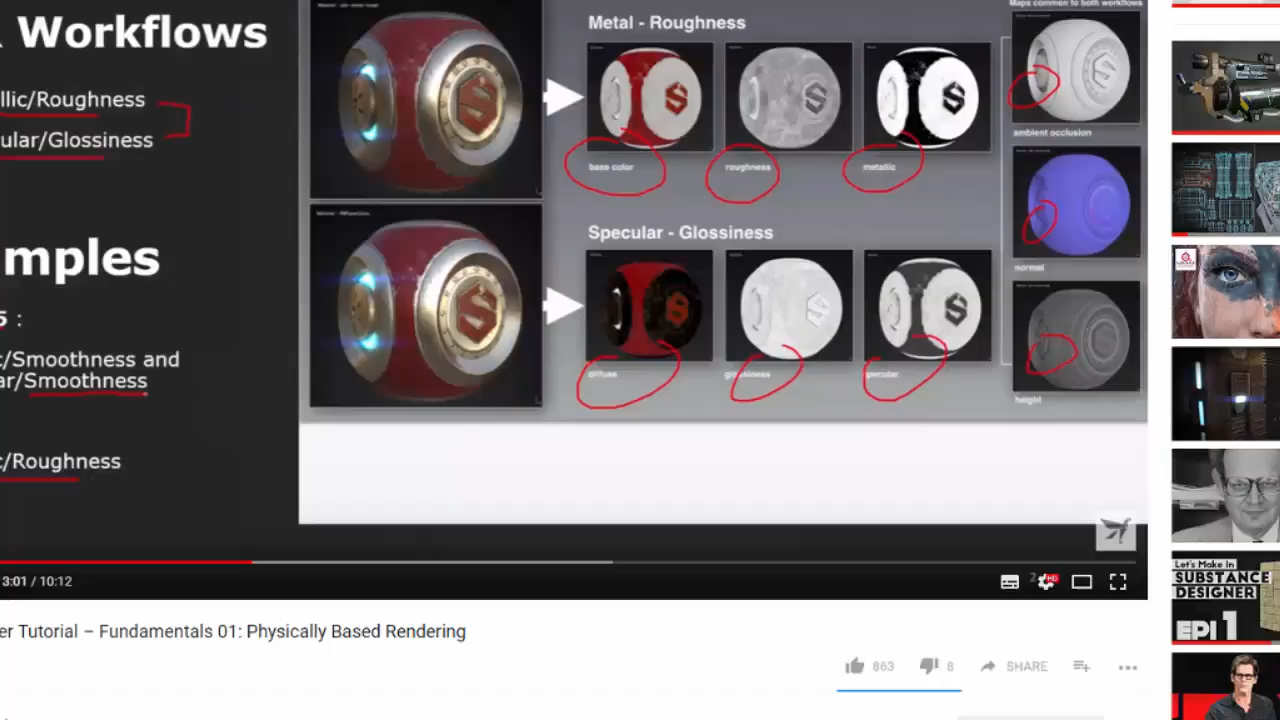 Workflows
llic/Roughness
ular/Glossiness
mples
5 :
c/Smoothness and
ar/Smoothness
c/Roughness
Metal - Roughness
base color
roughness
metallic
Specular - Glossiness
diffuse
glossiness
specular
Maps common to both workflows
ambient occlusion
normal
height
3:01 / 10:12
HD
er Tutorial – Fundamentals 01: Physically Based Rendering
863
8
SHARE
Let's Make In
SUBSTANCE
DESIGNER
EPI 1